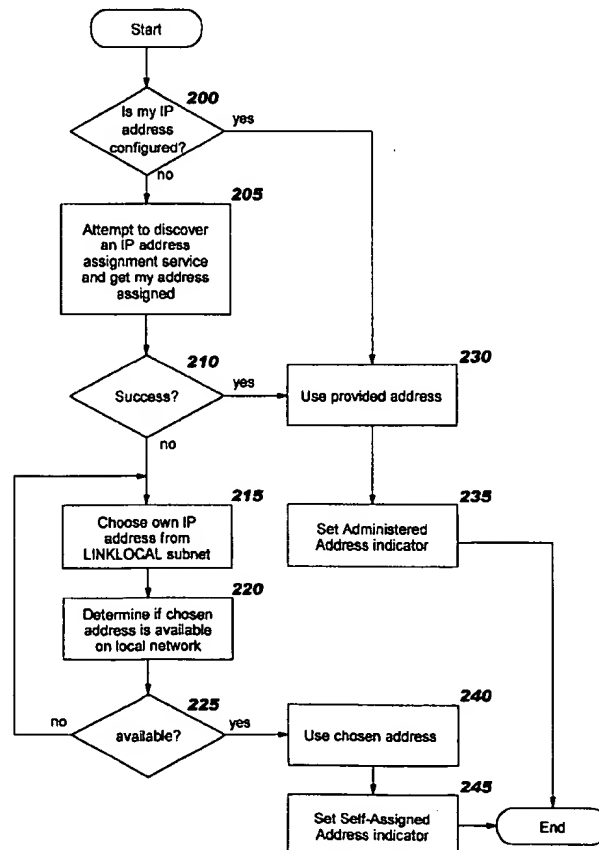 Start
200
Is my IP
address
configured?
yes
no
205
Attempt to discover
an IP address
assignment service
and get my address
assigned
210
Success?
yes
no
230
Use provided address
215
Choose own IP
address from
LINKLOCAL subnet
235
Set Administered
Address indicator
220
Determine if chosen
address is available
on local network
225
no
available?
yes
240
Use chosen address
245
Set Self-Assigned
Address indicator
End